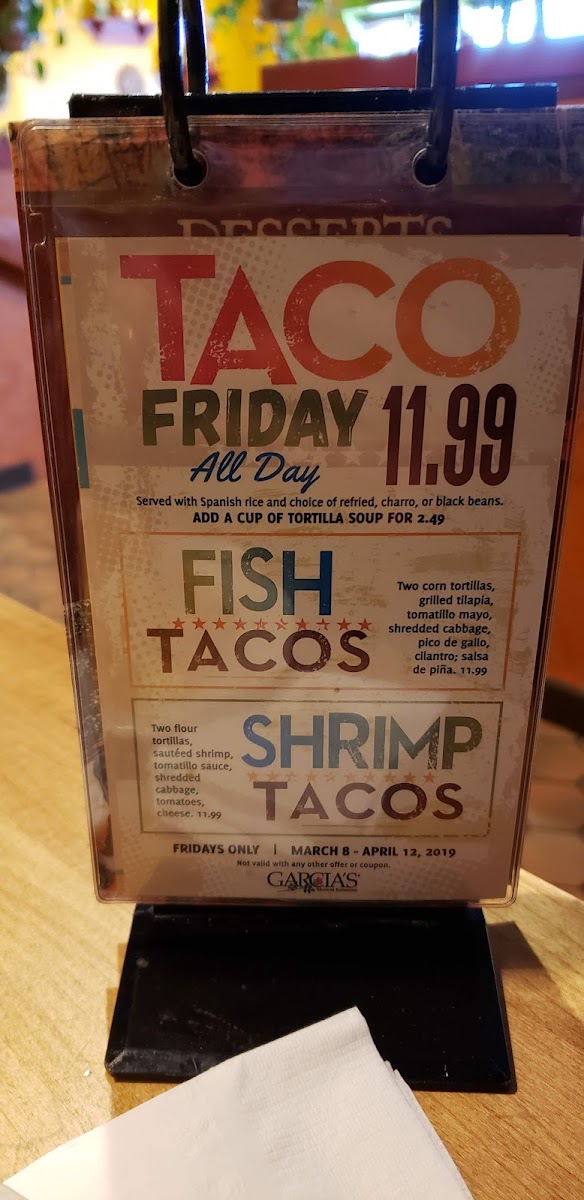 DESSERTS
TACO
FRIDAY 11.99
All Day
Served with Spanish rice and choice of refried, charro, or black beans.
ADD A CUP OF TORTILLA SOUP FOR 2.49
FISH
TACOS
Two corn tortillas,
grilled tilapia,
tomatillo mayo,
shredded cabbage,
pico de gallo,
cilantro; salsa
de piña. 11.99
Two flour
tortillas,
sautéed shrimp,
tomatillo sauce,
shredded
cabbage,
tomatoes,
cheese. 11.99
SHRIMP
TACOS
FRIDAYS ONLY | MARCH 8 - APRIL 12, 2019
Not valid with any other offer or coupon.
GARCIA'S